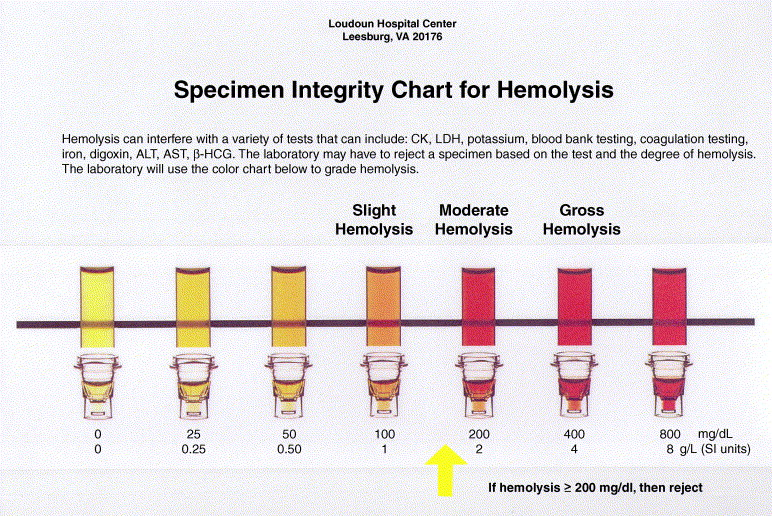 Loudoun Hospital Center
Leesburg, VA 20176
Specimen Integrity Chart for Hemolysis
Hemolysis can interfere with a variety of tests that can include: CK, LDH, potassium, blood bank testing, coagulation testing,
iron, digoxin, ALT, AST, β-HCG. The laboratory may have to reject a specimen based on the test and the degree of hemolysis.
The laboratory will use the color chart below to grade hemolysis.
Slight Moderate Gross
Hemolysis Hemolysis Hemolysis
0 25 50 100 200 400 800 mg/dL
0 0.25 0.50 1 2 4 8 g/L (SI units)
If hemolysis ≥ 200 mg/dl, then reject